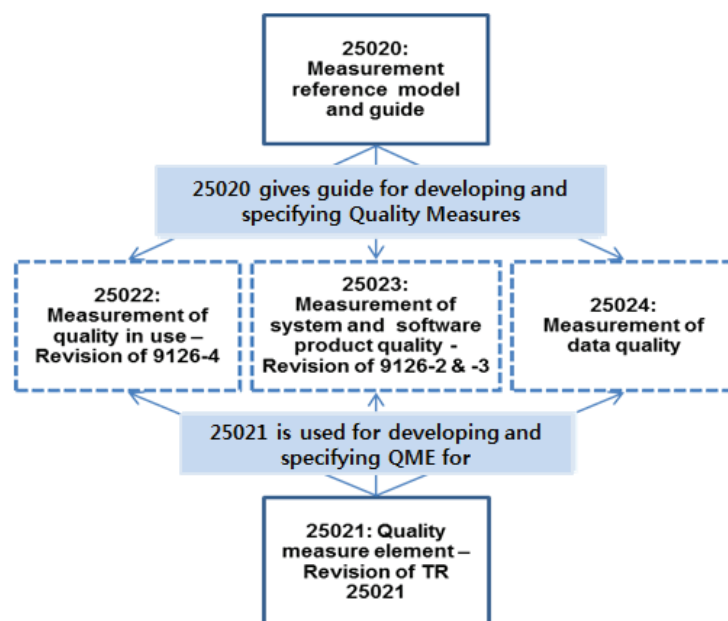 25020:
Measurement
reference model
and guide
25020 gives guide for developing and
specifying Quality Measures
25022:
Measurement of
quality in use –
Revision of 9126-4
25023:
Measurement of
system and software
product quality -
Revision of 9126-2 & -3
25024:
Measurement of
data quality
25021 is used for developing and
specifying QME for
25021: Quality
measure element –
Revision of TR
25021